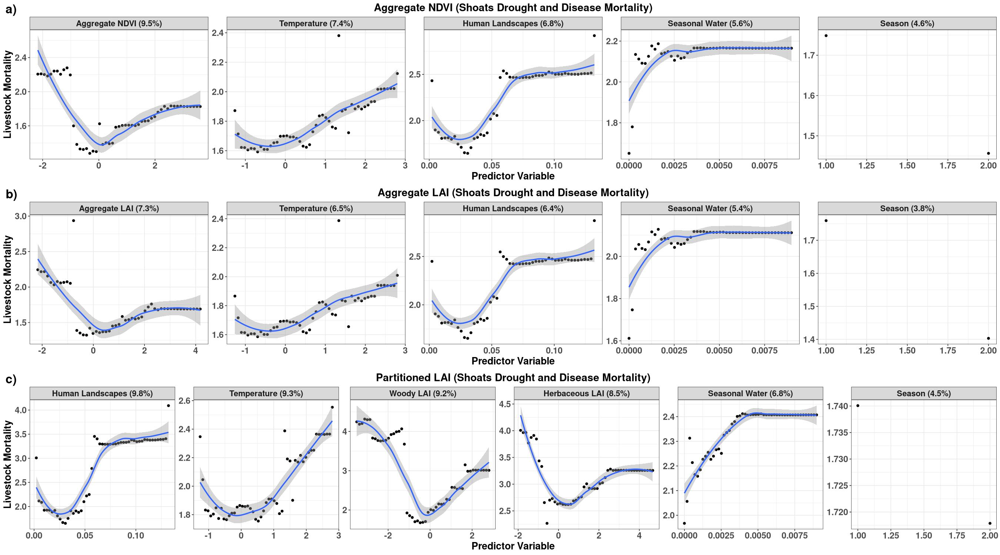 a)
Aggregate NDVI (Shoats Drought and Disease Mortality)
Aggregate NDVI (9.5%)
Temperature (7.4%)
Human Landscapes (6.8%)
Seasonal Water (5.6%)
Season (4.6%)
Livestock Mortality
2.4
2.0
1.6
-2 0 2
2.4
2.2
2.0
1.8
1.6
-1 0 1 2 3
2.5
2.0
0.00 0.05 0.10
2.2
2.0
1.8
0.0000 0.0025 0.0050 0.0075
1.7
1.6
1.5
1.00 1.25 1.50 1.75 2.00
Predictor Variable
b)
Aggregate LAI (Shoats Drought and Disease Mortality)
Aggregate LAI (7.3%)
Temperature (6.5%)
Human Landscapes (6.4%)
Seasonal Water (5.4%)
Season (3.8%)
Livestock Mortality
3.0
2.5
2.0
1.5
-2 0 2 4
2.4
2.2
2.0
1.8
1.6
-1 0 1 2 3
2.5
2.0
0.00 0.05 0.10
2.0
1.8
1.6
0.0000 0.0025 0.0050 0.0075
1.7
1.6
1.5
1.4
1.00 1.25 1.50 1.75 2.00
Predictor Variable
c)
Partitioned LAI (Shoats Drought and Disease Mortality)
Human Landscapes (9.8%)
Temperature (9.3%)
Woody LAI (9.2%)
Herbaceous LAI (8.5%)
Seasonal Water (6.8%)
Season (4.5%)
Livestock Mortality
4.0
3.5
3.0
2.5
2.0
0.00 0.05 0.10
2.6
2.4
2.2
2.0
1.8
-1 0 1 2 3
4
3
2
-2 0 2
4.5
4.0
3.5
3.0
2.5
-2 0 2 4
2.4
2.3
2.2
2.1
2.0
0.0000 0.0025 0.0050 0.0075
1.740
1.735
1.730
1.725
1.720
1.00 1.25 1.50 1.75 2.00
Predictor Variable